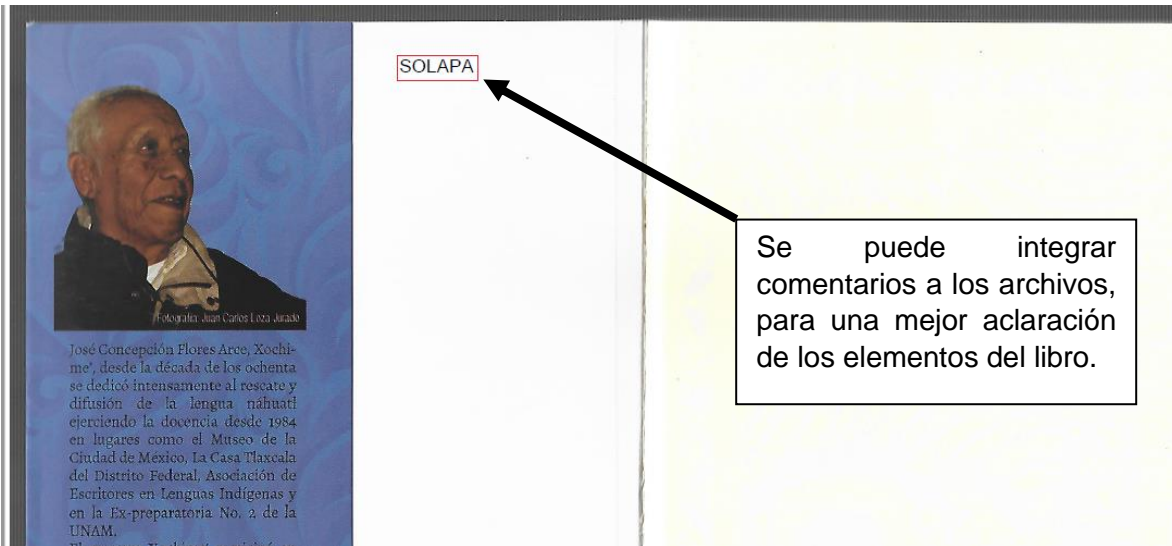 SOLAPA
Se puede integrar
comentarios a los archivos,
para una mejor aclaración
de los elementos del libro.
Fotografía: Juan Carlos Loza Jurado
José Concepción Flores Arce, Xochi-
me', desde la década de los ochenta
se dedicó intensamente al rescate y
difusión de la lengua náhuatl
ejerciendo la docencia desde 1984
en lugares como el Museo de la
Ciudad de México, La Casa Tlaxcala
del Distrito Federal, Asociación de
Escritores en Lenguas Indígenas y
en la Ex-preparatoria No. 2 de la
UNAM.